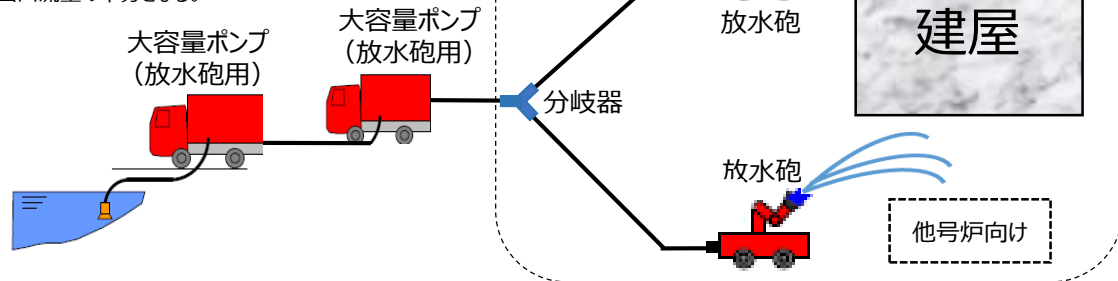 大容量ポンプ
（放水砲用）
大容量ポンプ
（放水砲用）
放水砲
建屋
分岐器
放水砲
他号炉向け